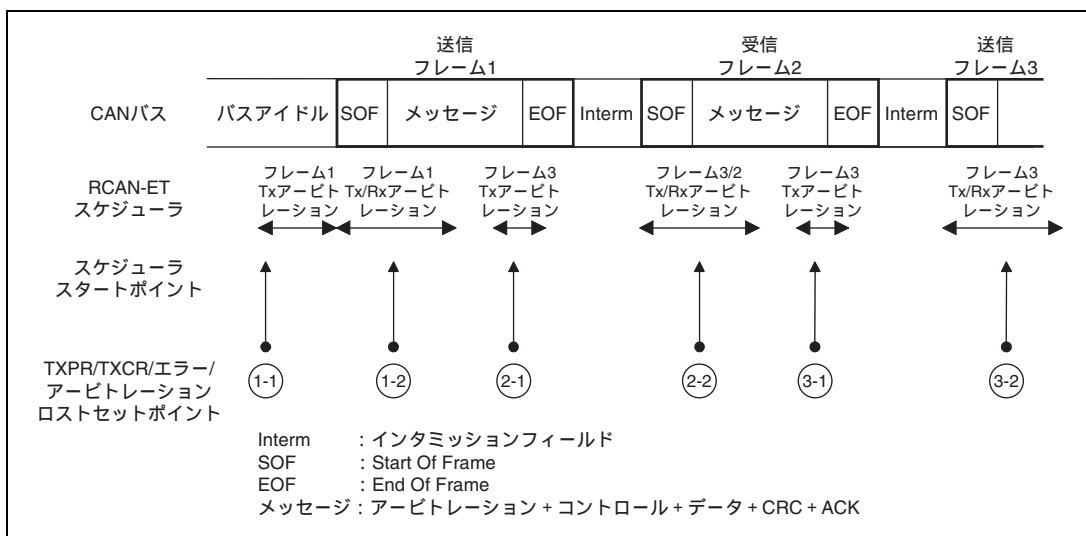 送信
フレーム1
受信
フレーム2
送信
フレーム3
CANバス
バスアイドル
SOF
メッセージ
EOF
Interm
SOF
メッセージ
EOF
Interm
SOF
RCAN-ET
スケジューラ
フレーム1
Txアービト
レーション
フレーム1
Tx/Rxアービト
レーション
フレーム3
Txアービト
レーション
フレーム3/2
Tx/Rxアービト
レーション
フレーム3
Txアービト
レーション
フレーム3
Tx/Rxアービト
レーション
スケジューラ
スタートポイント
TXPR/TXCR/エラー/
アービトレーション
ロストセットポイント
1-1
1-2
2-1
2-2
3-1
3-2
Interm : インタミッションフィールド
SOF : Start Of Frame
EOF : End Of Frame
メッセージ : アービトレーション + コントロール + データ + CRC + ACK